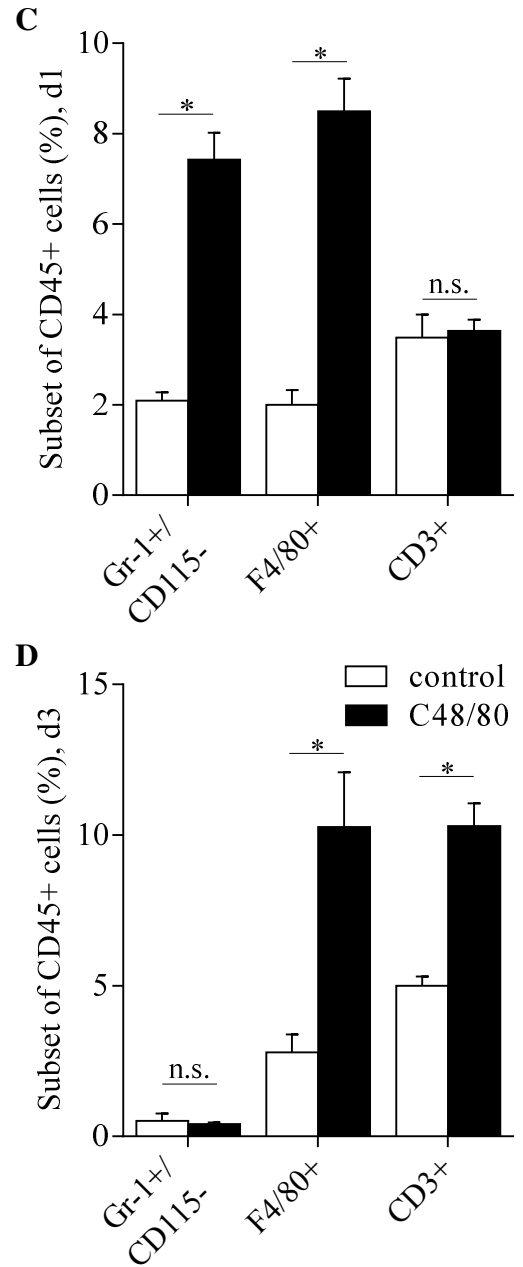 C
Subset of CD45+ cells (%), d1
10
8
6
4
2
0
*
*
n.s.
Gr-1+/
CD115-
F4/80+
CD3+
D
Subset of CD45+ cells (%), d3
15
10
5
0
control
C48/80
n.s.
*
*
Gr-1+/
CD115-
F4/80+
CD3+